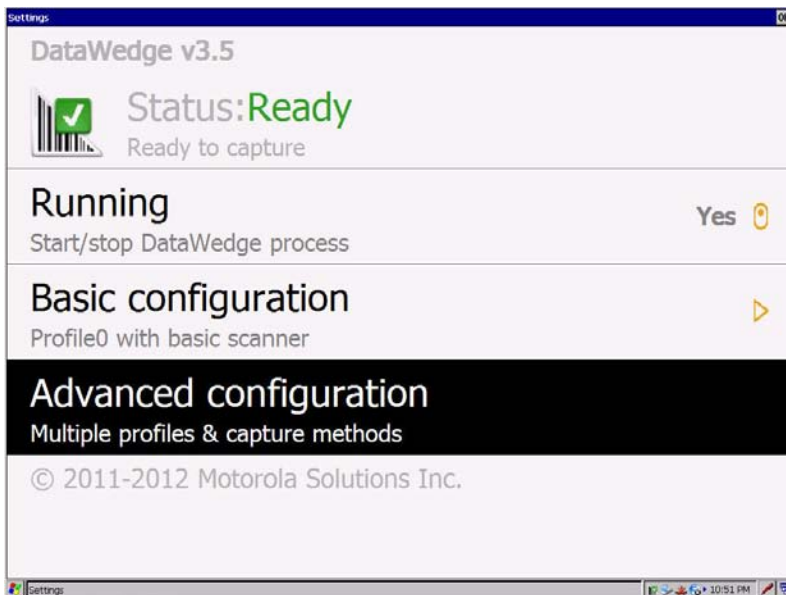 Settings
DataWedge v3.5
Status:Ready
Ready to capture
Running
Yes
Start/stop DataWedge process
Basic configuration
Profile0 with basic scanner
Advanced configuration
Multiple profiles & capture methods
© 2011-2012 Motorola Solutions Inc.
Settings
10:51 PM